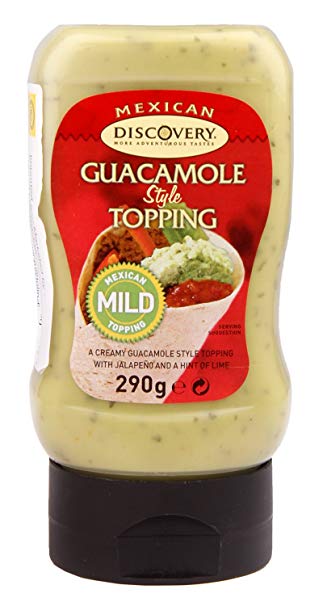 MEXICAN
DISCOVERY
MORE ADVENTUROUS TASTES
GUACAMOLE
Style
TOPPING
MEXICAN
MILD
TOPPING
SERVING
SUGGESTION
A CREAMY GUACAMOLE STYLE TOPPING
WITH JALAPEÑO AND A HINT OF LIME
290g e